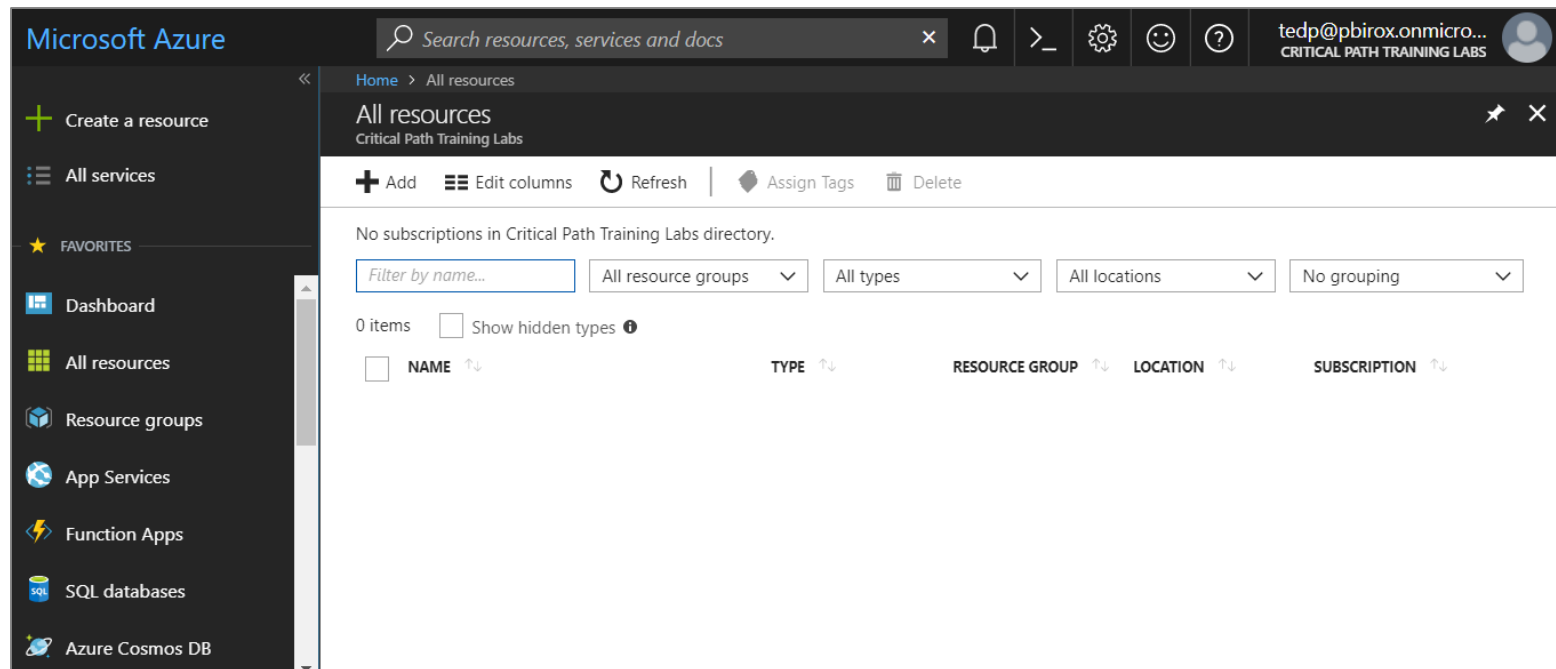 Microsoft Azure
Search resources, services and docs
tedp@pbirox.onmicro...
CRITICAL PATH TRAINING LABS
Create a resource
All services
FAVORITES
Dashboard
All resources
Resource groups
App Services
Function Apps
SQL databases
Azure Cosmos DB
Home > All resources
All resources
Critical Path Training Labs
Add Edit columns Refresh Assign Tags Delete
No subscriptions in Critical Path Training Labs directory.
Filter by name... All resource groups All types All locations No grouping
0 items Show hidden types
NAME TYPE RESOURCE GROUP LOCATION SUBSCRIPTION